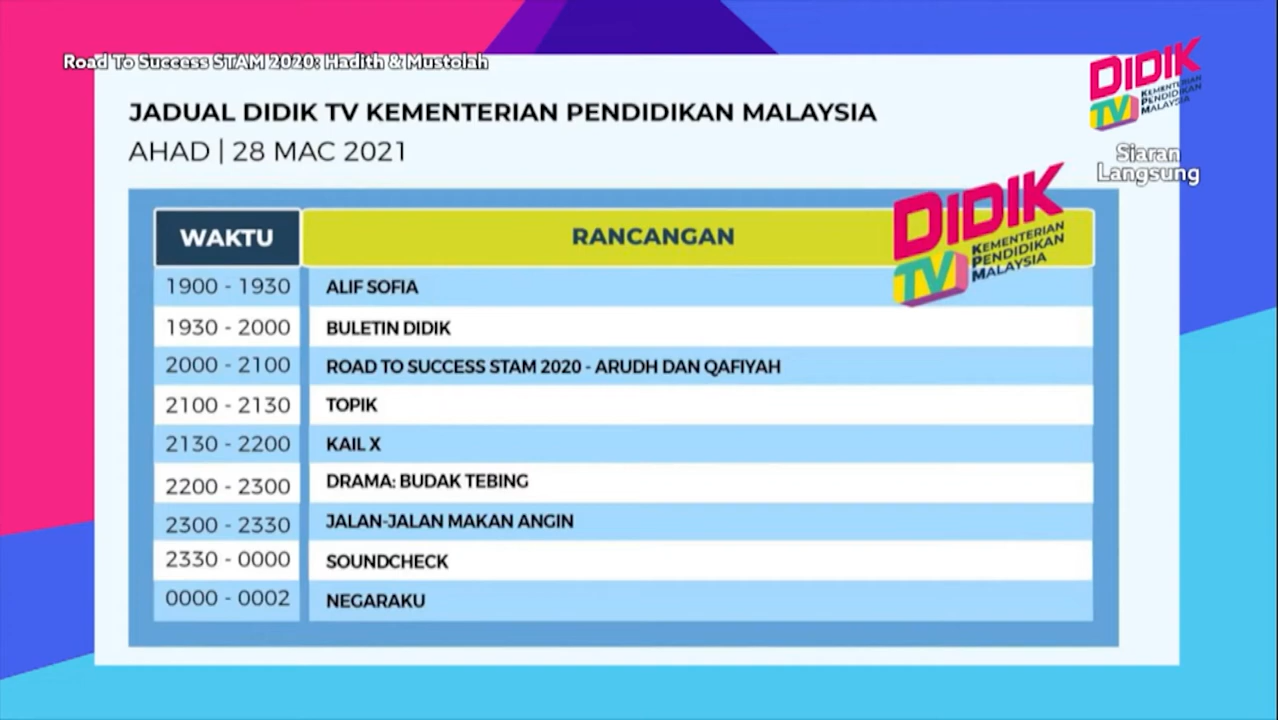 Road To Success STAM 2020: Hadith & Mustolah
DIDIK
TV KEMENTERIAN
PENDIDIKAN
MALAYSIA
Siaran
Langsung
JADUAL DIDIK TV KEMENTERIAN PENDIDIKAN MALAYSIA
AHAD | 28 MAC 2021
DIDIK
TV KEMENTERIAN
PENDIDIKAN
MALAYSIA
WAKTU RANCANGAN
1900 - 1930 ALIF SOFIA
1930 - 2000 BULETIN DIDIK
2000 - 2100 ROAD TO SUCCESS STAM 2020 - ARUDH DAN QAFIYAH
2100 - 2130 TOPIK
2130 - 2200 KAIL X
2200 - 2300 DRAMA: BUDAK TEBING
2300 - 2330 JALAN-JALAN MAKAN ANGIN
2330 - 0000 SOUNDCHECK
0000 - 0002 NEGARAKU